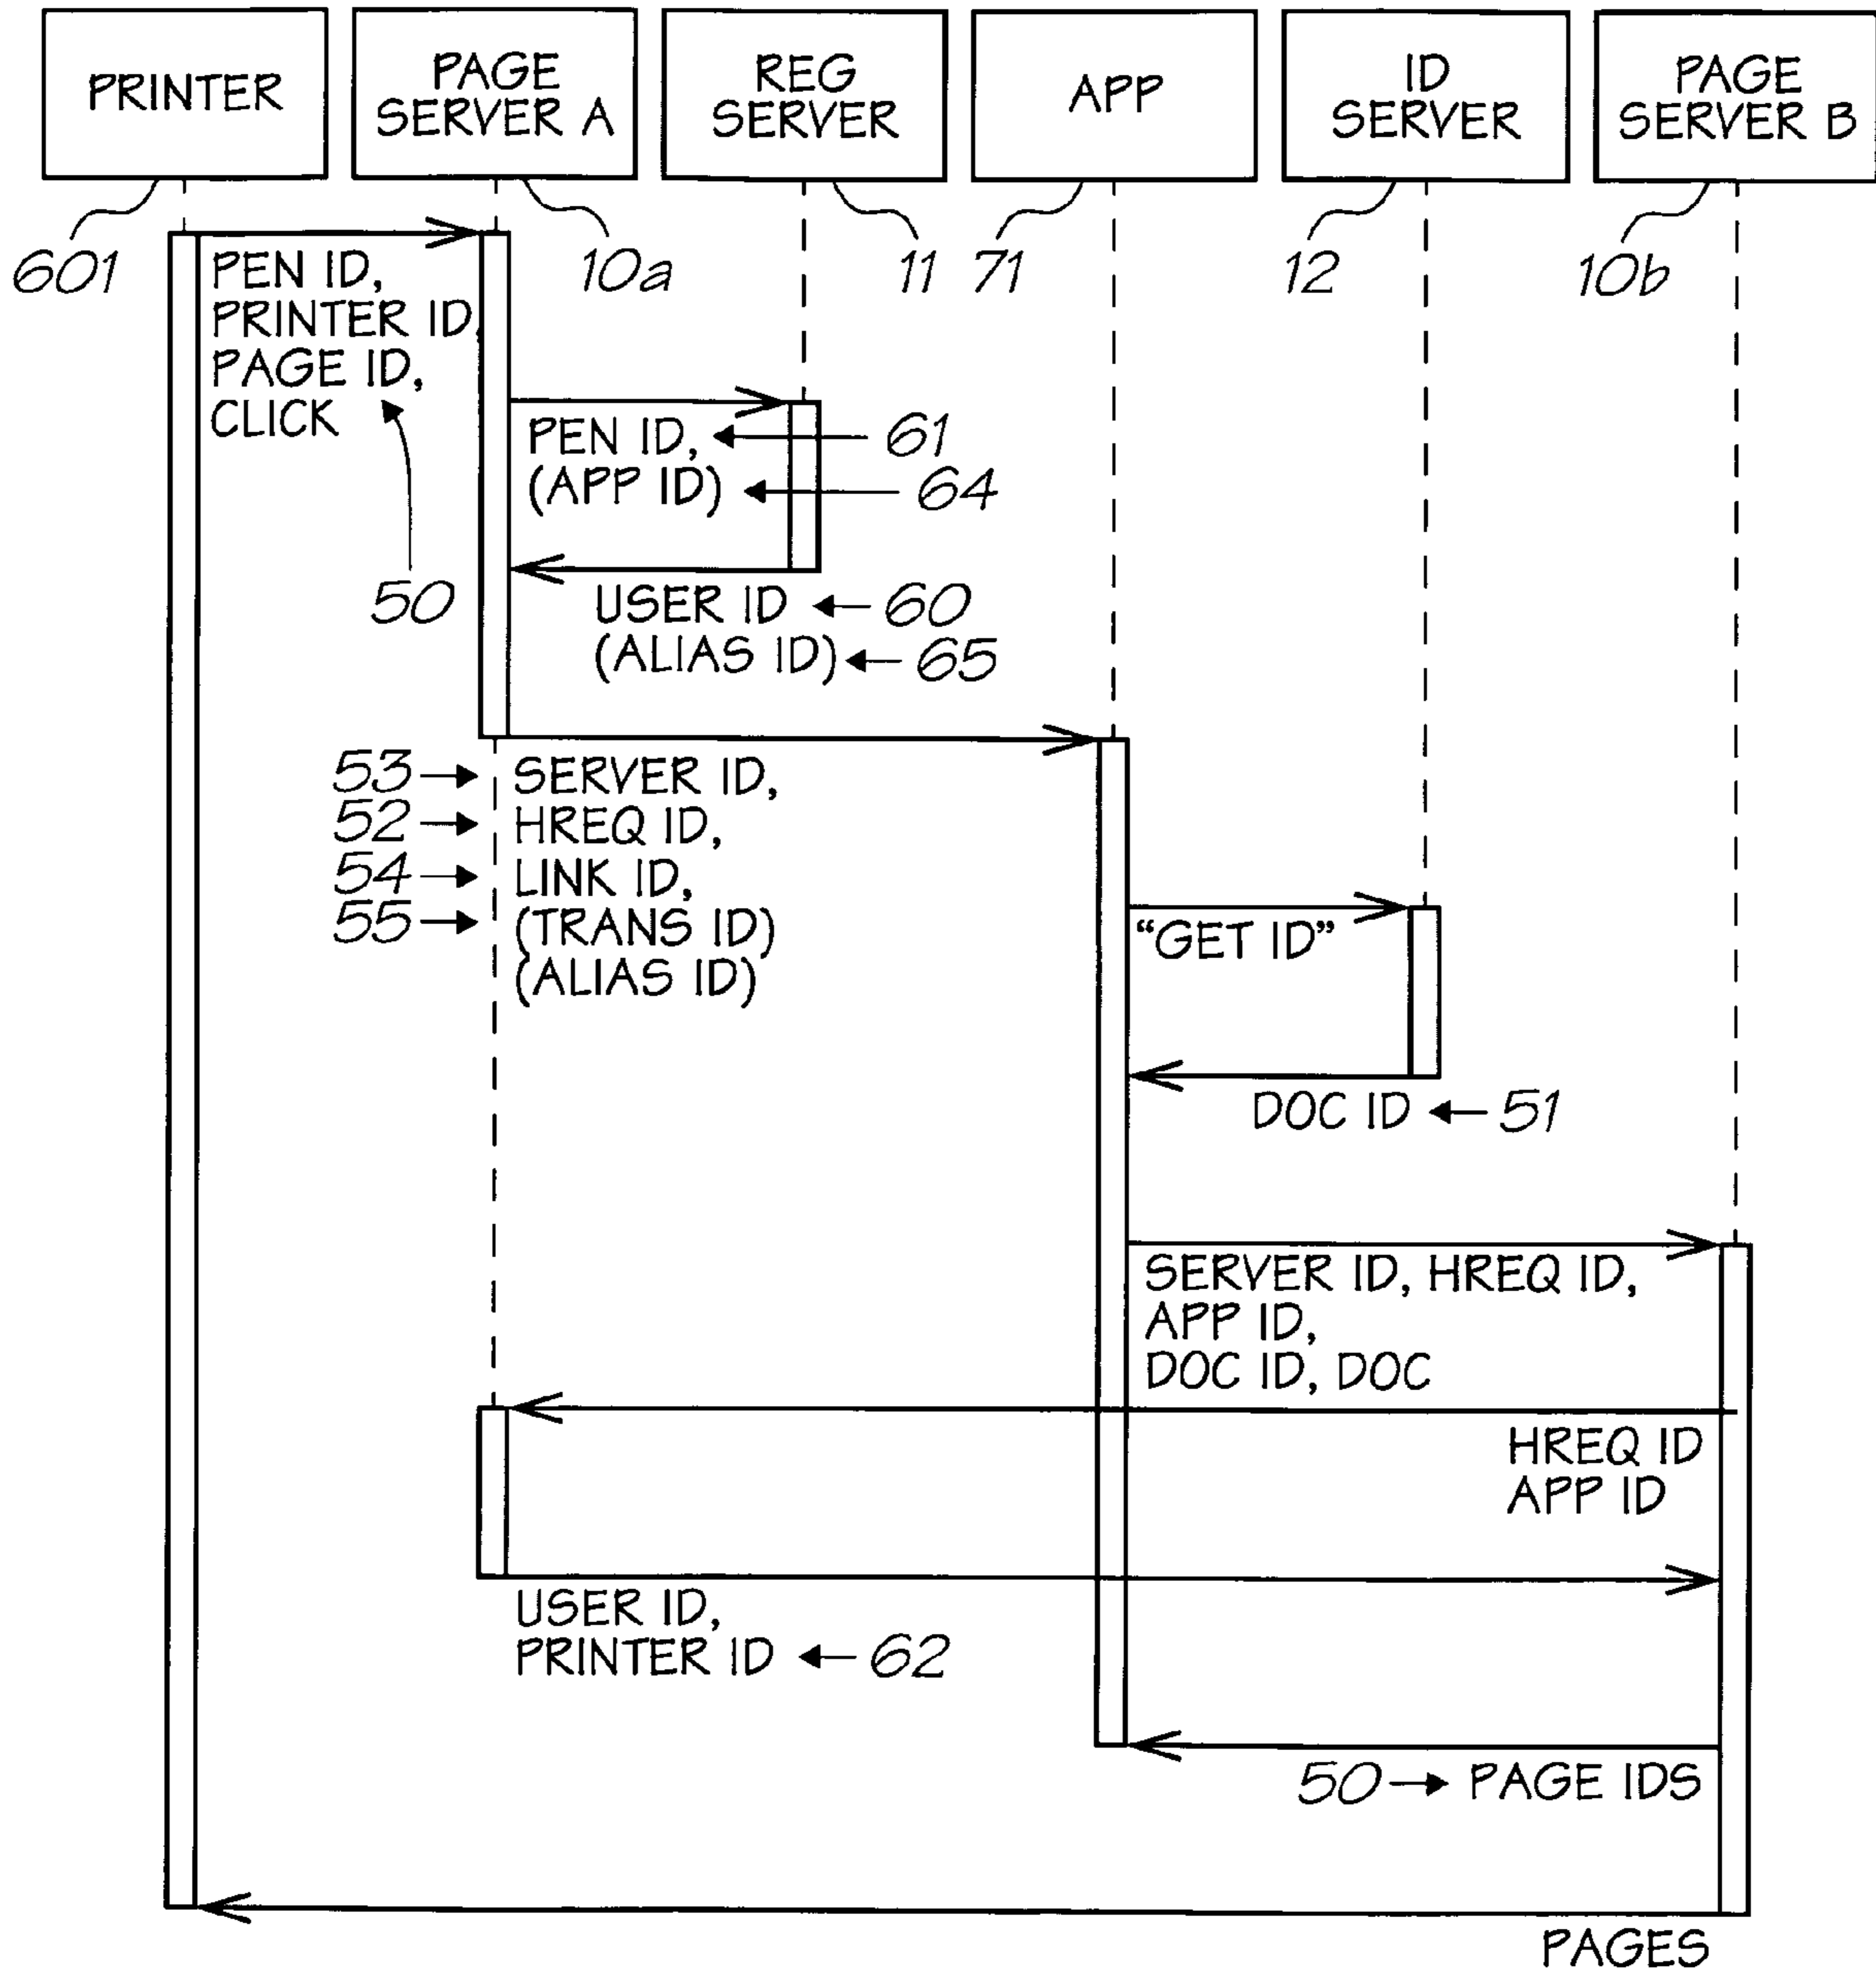 PRINTER
PAGE
SERVER A
REG
SERVER
APP
ID
SERVER
PAGE
SERVER B
601
10a
11
71
12
10b
PEN ID,
PRINTER ID,
PAGE ID,
CLICK
50
PEN ID,
61
(APP ID)
64
USER ID
60
(ALIAS ID)
65
53
SERVER ID,
52
HREQ ID,
54
LINK ID,
55
(TRANS ID)
(ALIAS ID)
“GET ID”
DOC ID
51
SERVER ID, HREQ ID,
APP ID,
DOC ID, DOC
HREQ ID
APP ID
USER ID,
PRINTER ID
62
50
PAGE IDS
PAGES